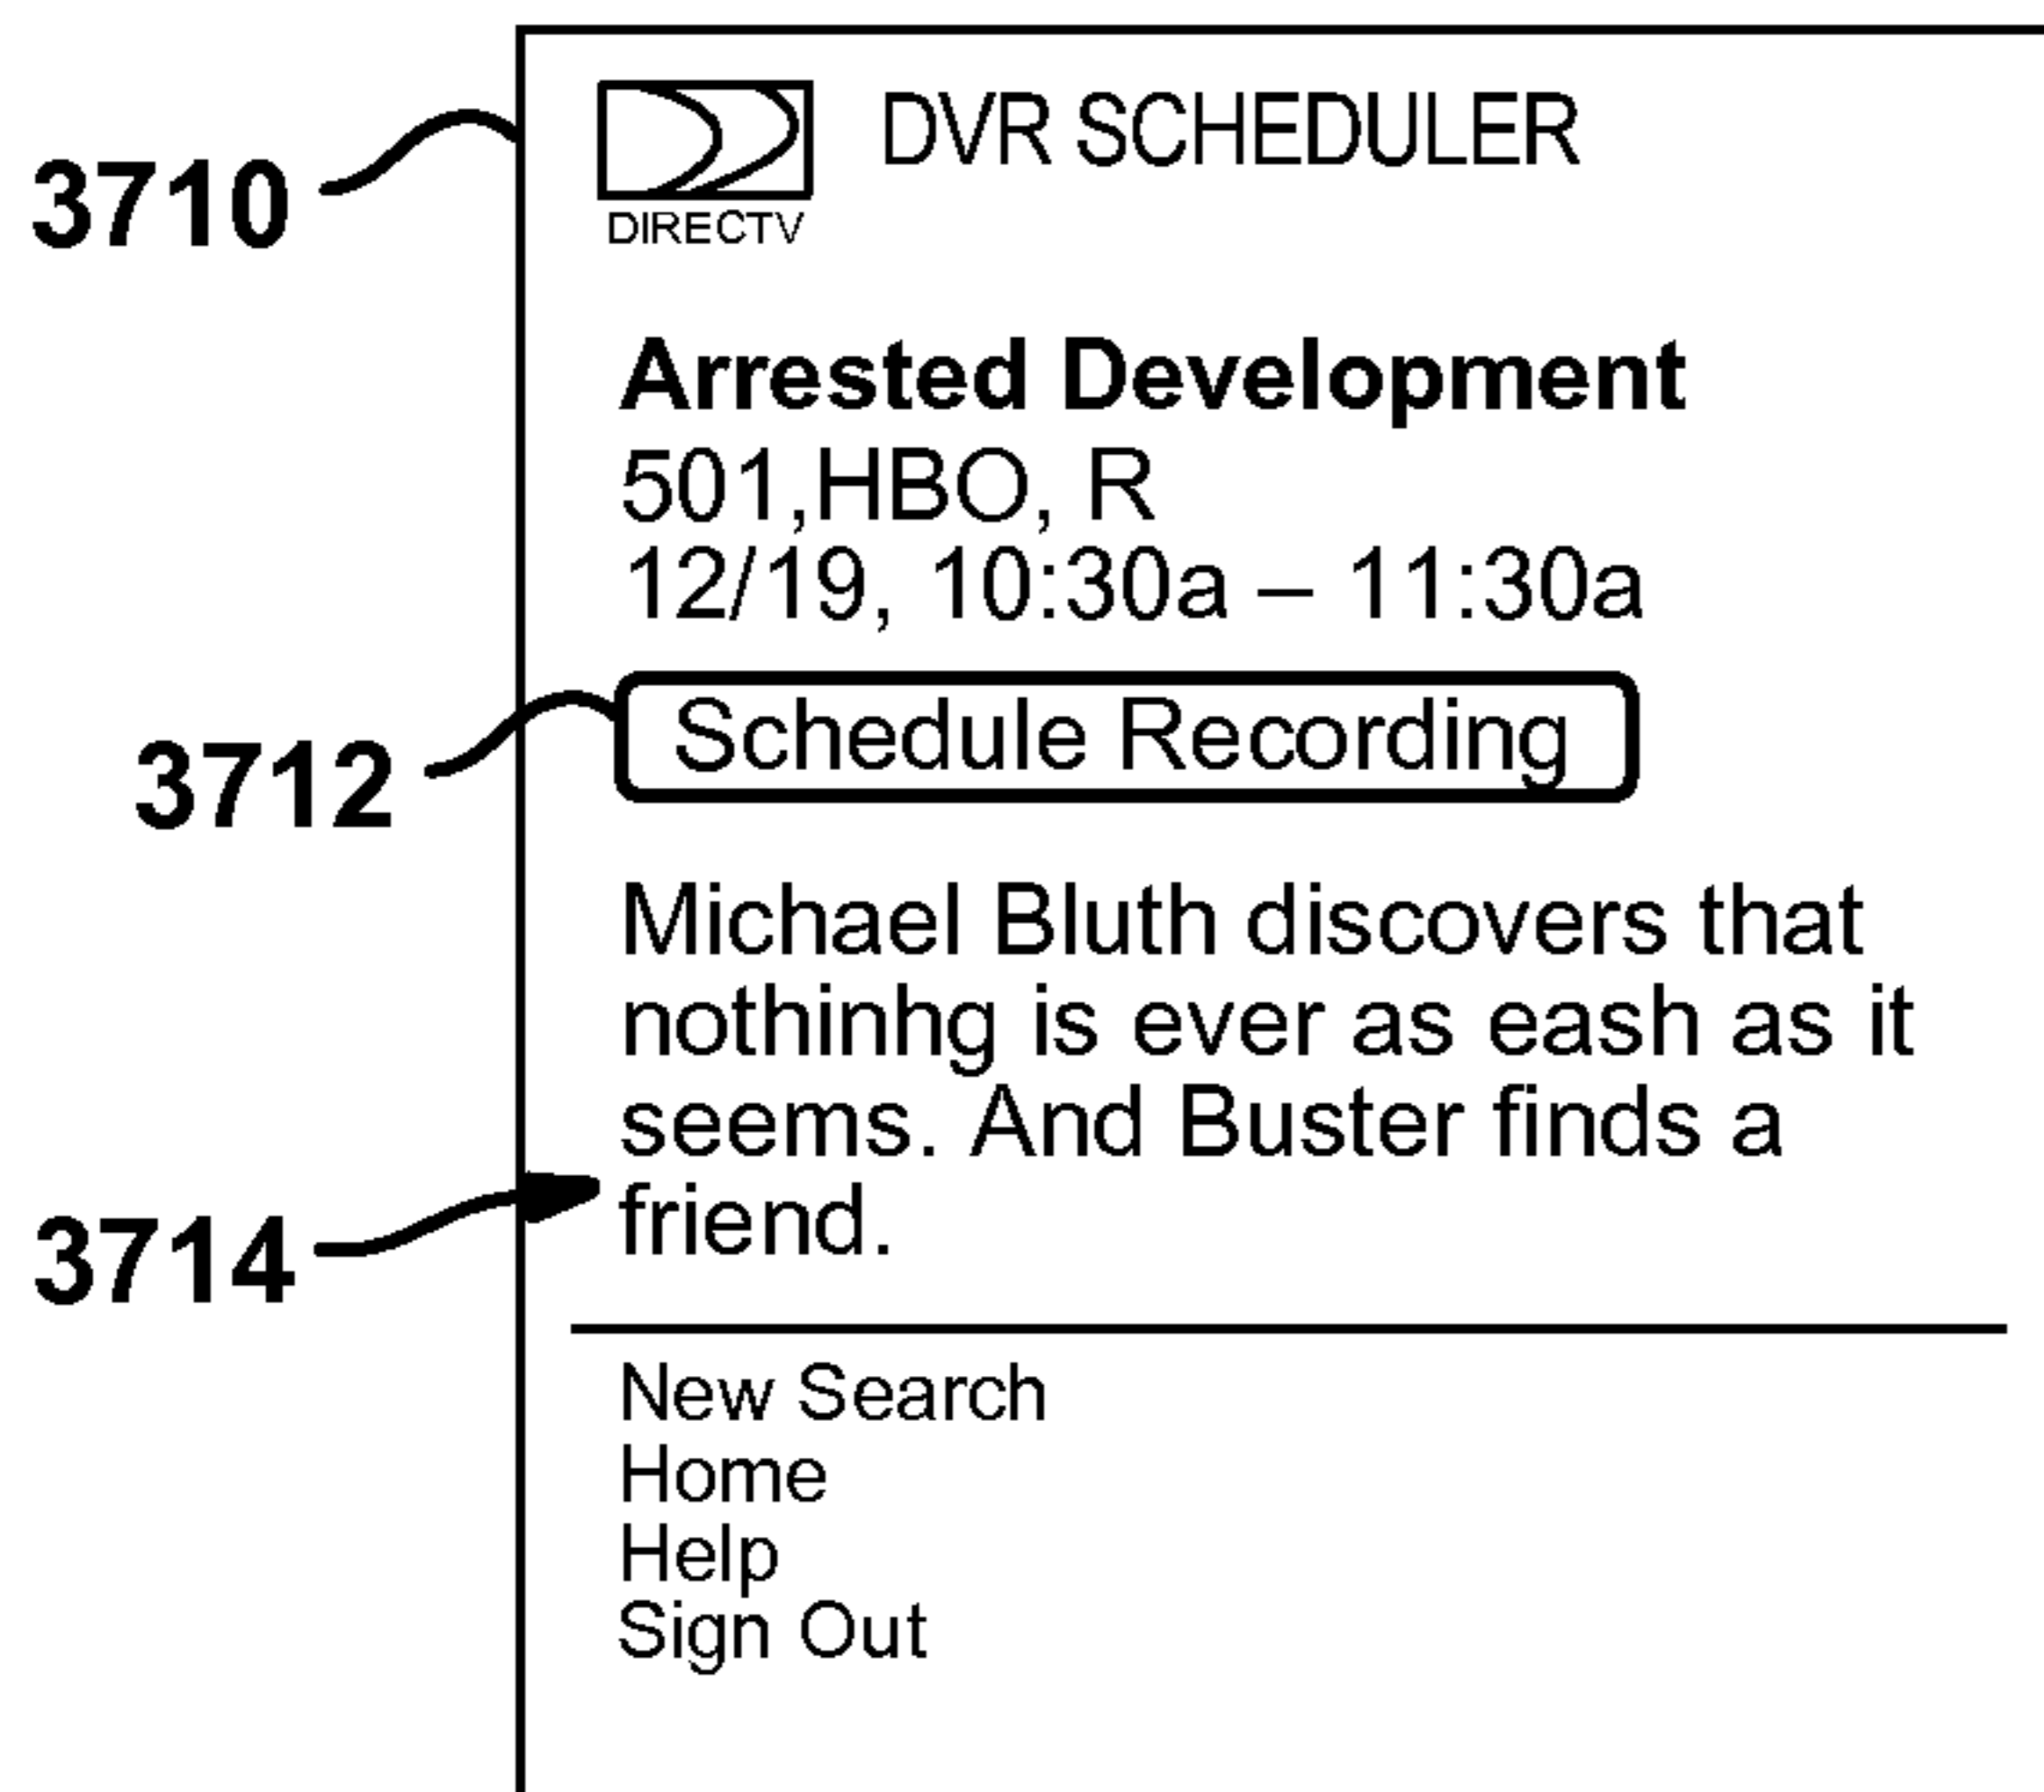 3710
DVR SCHEDULER
DIRECTV
Arrested Development
501,HBO, R
12/19, 10:30a – 11:30a
3712
Schedule Recording
Michael Bluth discovers that
nothinhg is ever as eash as it
seems. And Buster finds a
friend.
3714
New Search
Home
Help
Sign Out